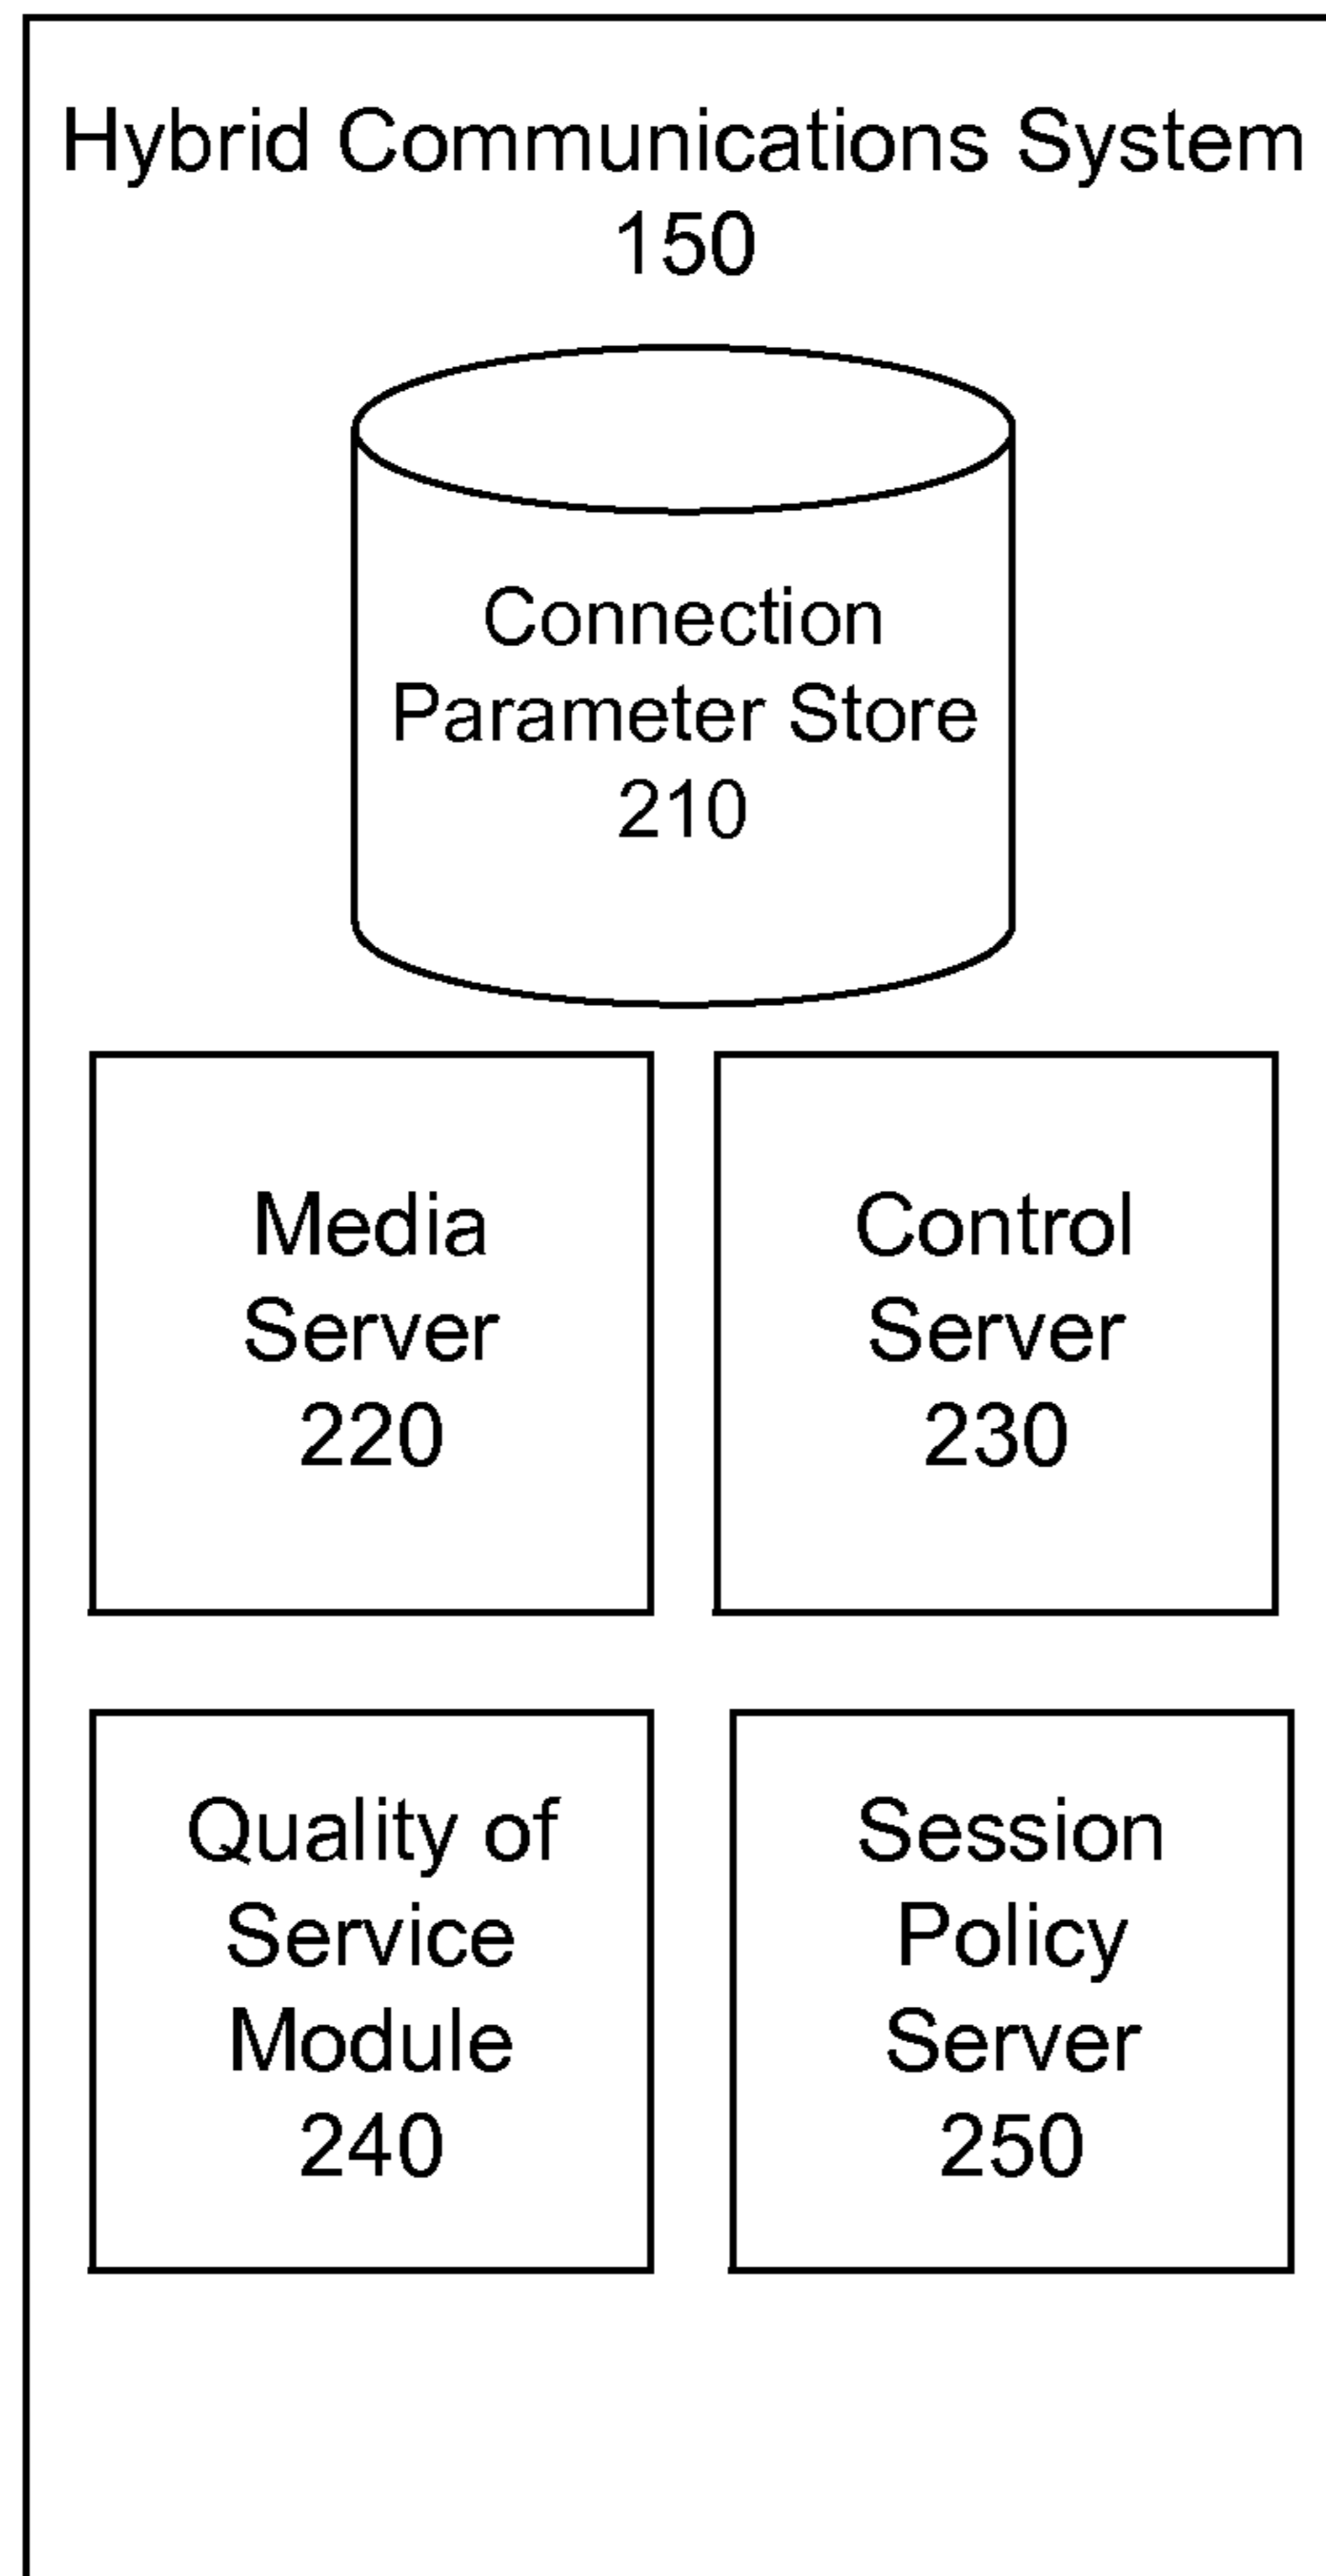 Hybrid Communications System
150
Connection
Parameter Store
210
Media
Server
220
Control
Server
230
Quality of
Service
Module
240
Session
Policy
Server
250